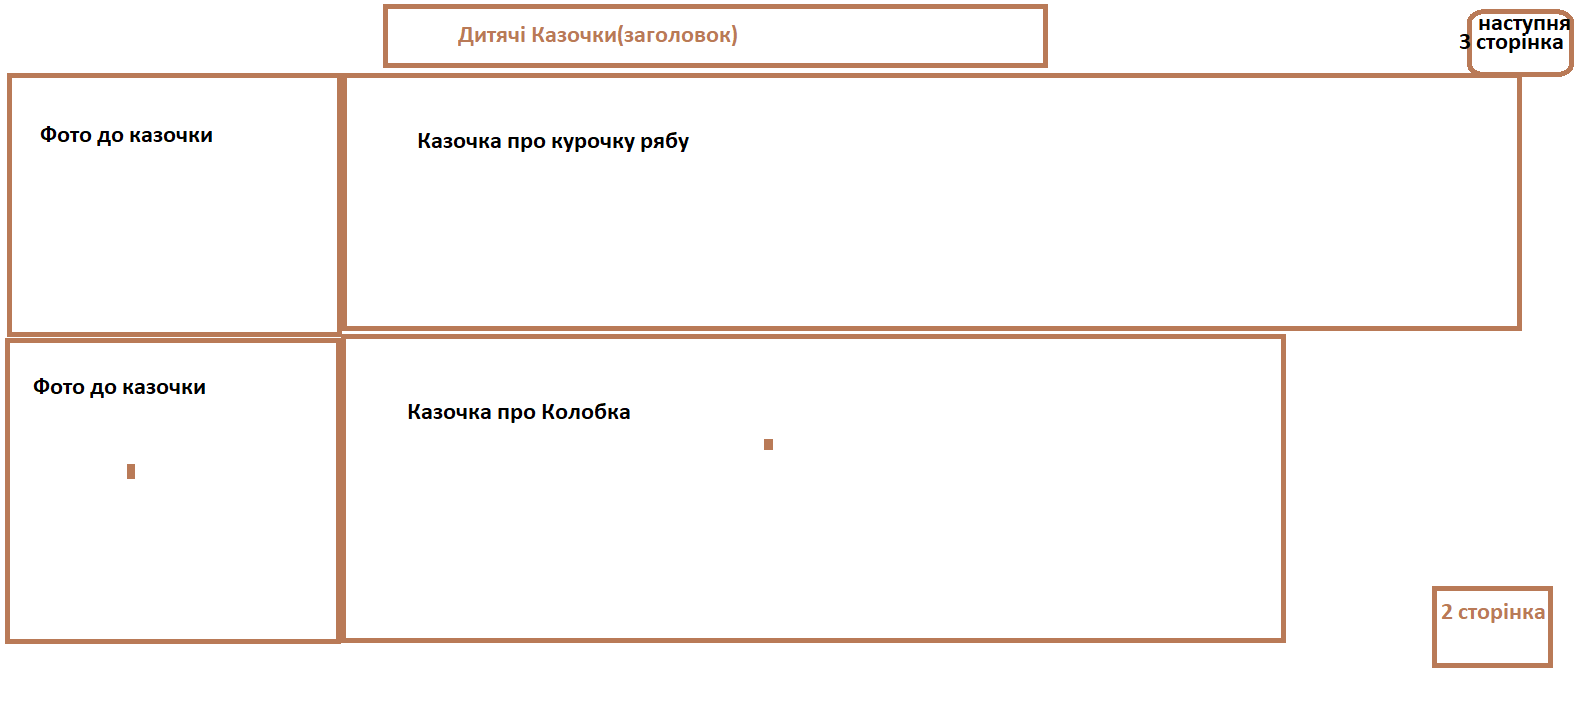 Дитячі Казочки(заголовок)
наступня
3 сторінка
Фото до казочки
Казочка про курочку рябу
Фото до казочки
Казочка про Колобка
2 сторінка